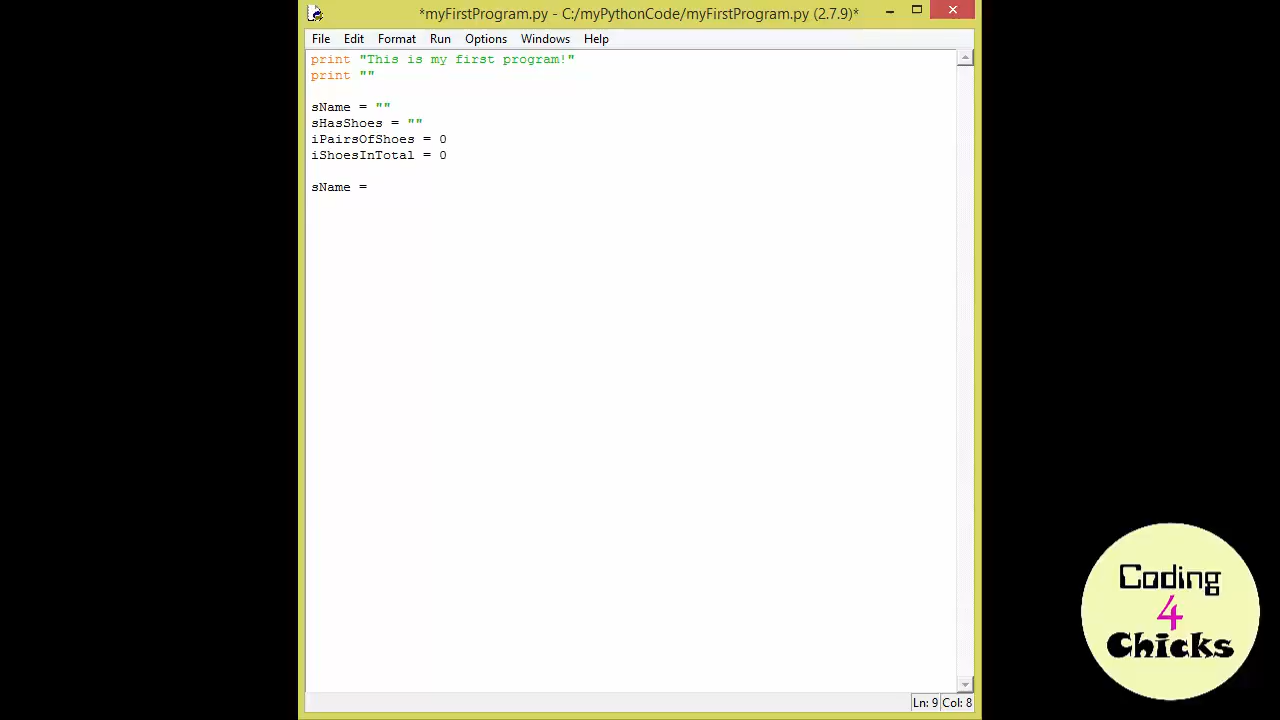 *myFirstProgram.py - C:/myPythonCode/myFirstProgram.py (2.7.9)*
File Edit Format Run Options Windows Help
print "This is my first program!"
print ""
sName = ""
sHasShoes = ""
iPairsOfShoes = 0
iShoesInTotal = 0
sName =
Coding
4
Chicks
Ln: 9 Col: 8